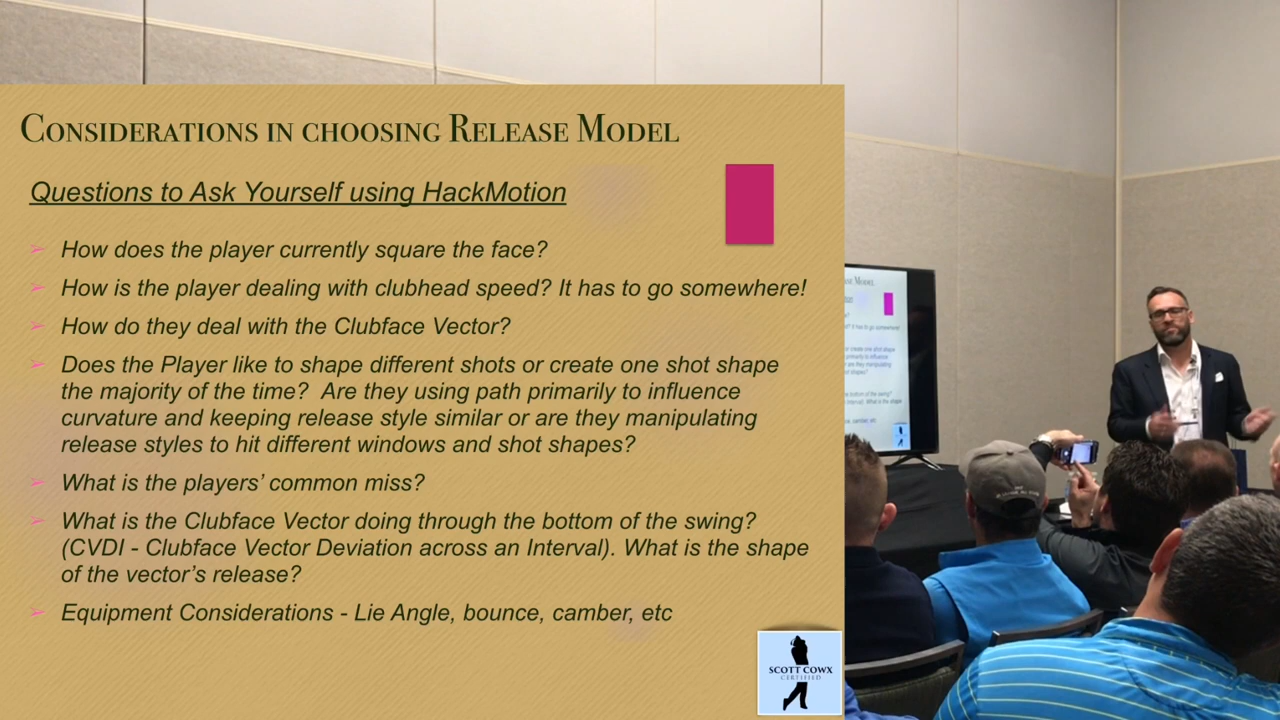 Considerations in choosing Release Model
Questions to Ask Yourself using HackMotion
➢ How does the player currently square the face?
➢ How is the player dealing with clubhead speed? It has to go somewhere!
➢ How do they deal with the Clubface Vector?
➢ Does the Player like to shape different shots or create one shot shape
the majority of the time? Are they using path primarily to influence
curvature and keeping release style similar or are they manipulating
release styles to hit different windows and shot shapes?
➢ What is the players’ common miss?
➢ What is the Clubface Vector doing through the bottom of the swing?
(CVDI - Clubface Vector Deviation across an Interval). What is the shape
of the vector’s release?
➢ Equipment Considerations - Lie Angle, bounce, camber, etc
SCOTT COWX
CERTIFIED